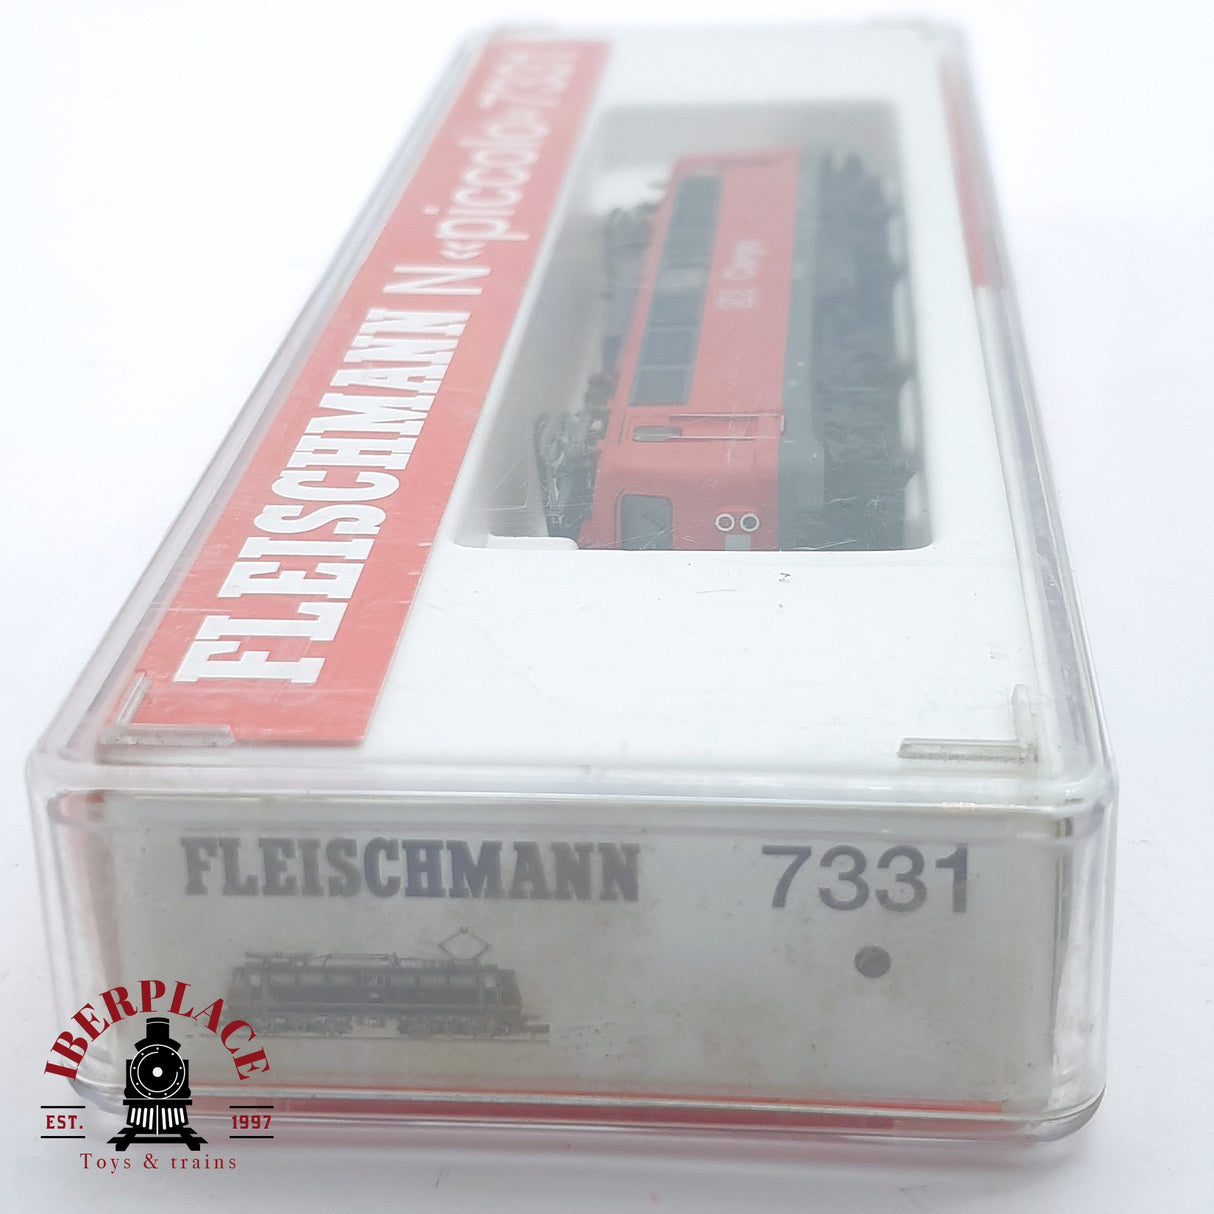 FLEISCHMANN N «piccolo» 7331
DB Cargo
FLEISCHMANN 7331
IBERPLACE
EST. 1997
Toys & trains